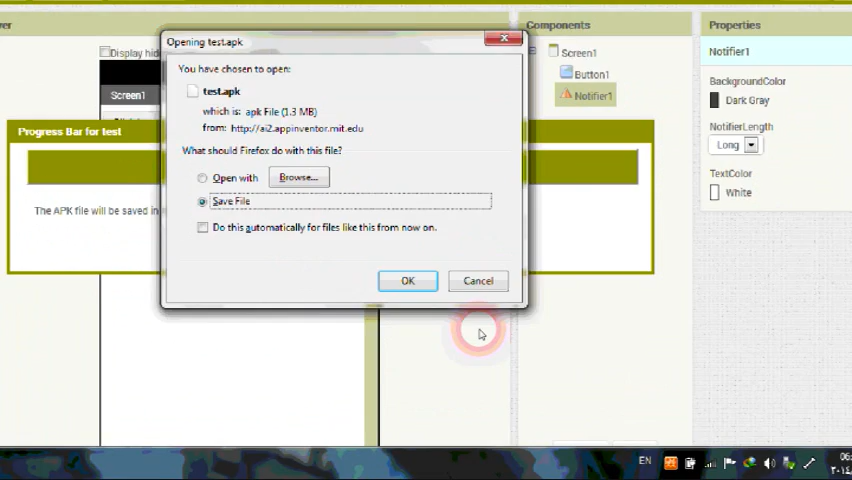 Components
Properties
Opening test.apk
Display hid
Screen1
Notifier1
You have chosen to open:
Button1
Notifier1
BackgroundColor
Dark Gray
test.apk
Screen1
which is: apk File (1.3 MB)
from: http://ai2.appinventor.mit.edu
NotifierLength
Long
Progress Bar for test
What should Firefox do with this file?
Open with
Browse...
TextColor
White
Save File
The APK file will be saved in
Do this automatically for files like this from now on.
OK
Cancel
EN
06: